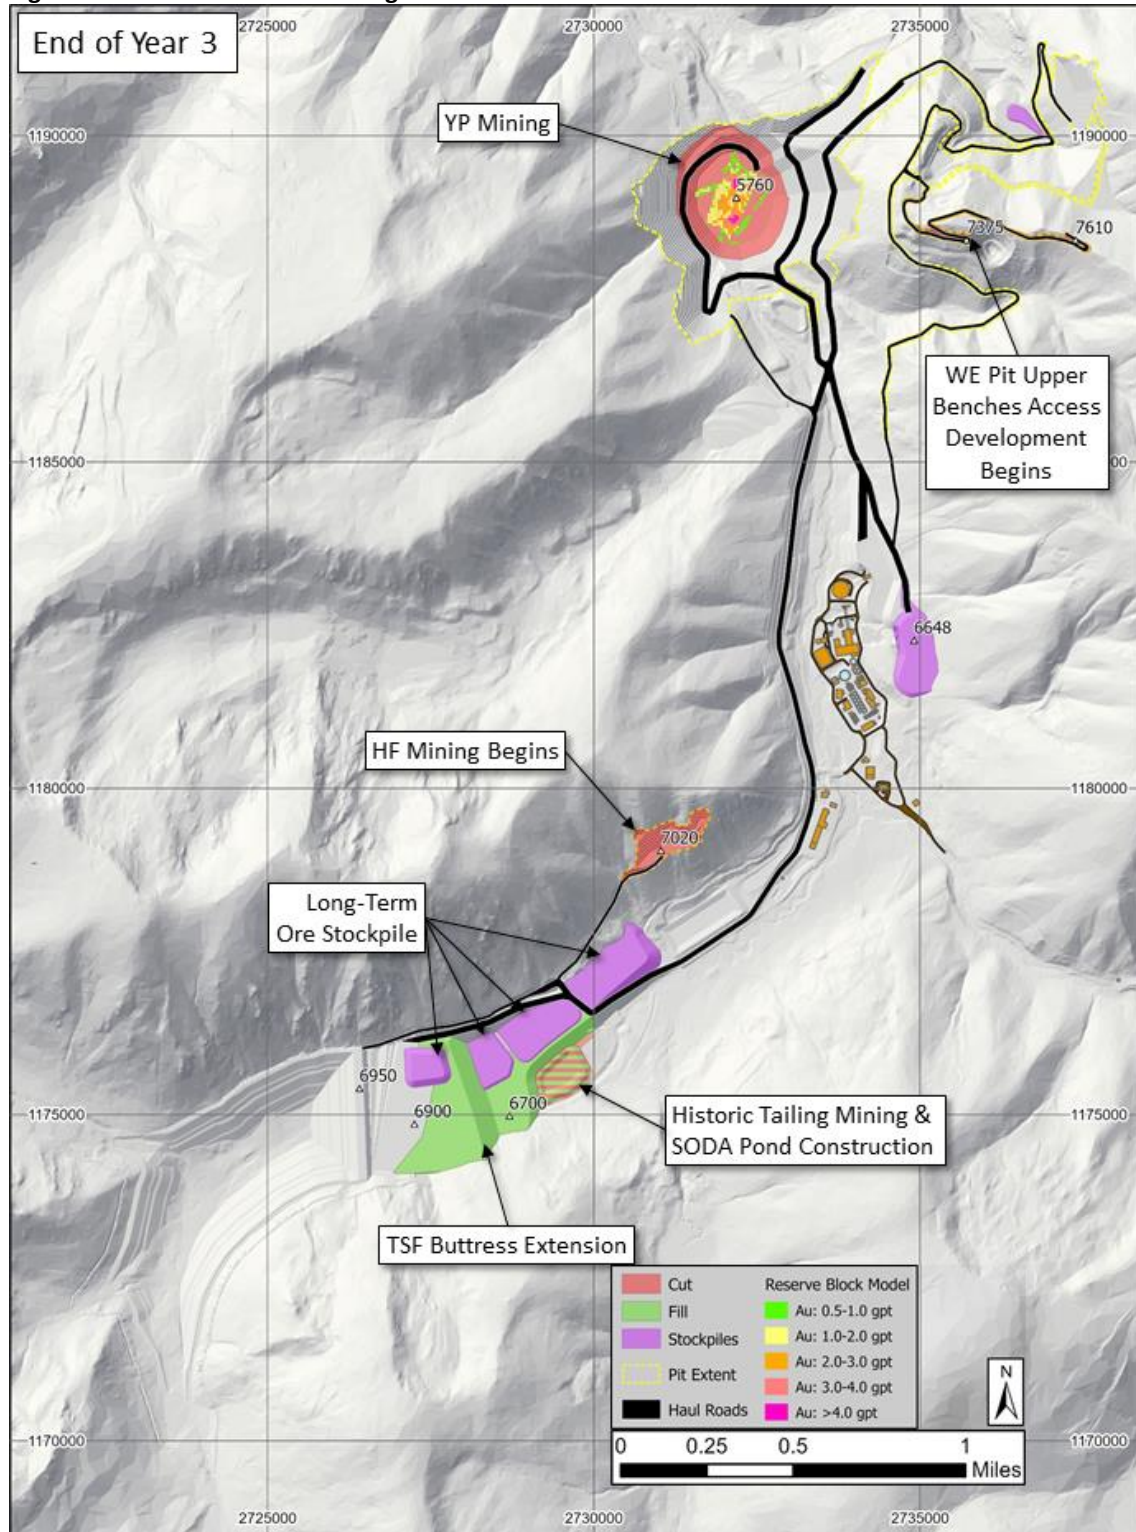 End of Year 3
2725000
2730000
2735000
YP Mining
1190000
1190000
5760
7375
7610
WE Pit Upper
Benches Access
Development
Begins
1185000
00
6648
HF Mining Begins
1180000
1180000
7020
Long-Term
Ore Stockpile
6950
6900
6700
1175000
1175000
Historic Tailing Mining &
SODA Pond Construction
TSF Buttress Extension
Cut
Fill
Stockpiles
Pit Extent
Haul Roads
Reserve Block Model
Au: 0.5-1.0 gpt
Au: 1.0-2.0 gpt
Au: 2.0-3.0 gpt
Au: 3.0-4.0 gpt
Au: >4.0 gpt
N
1170000
1170000
0 0.25 0.5 1
Miles
2725000
2730000
2735000